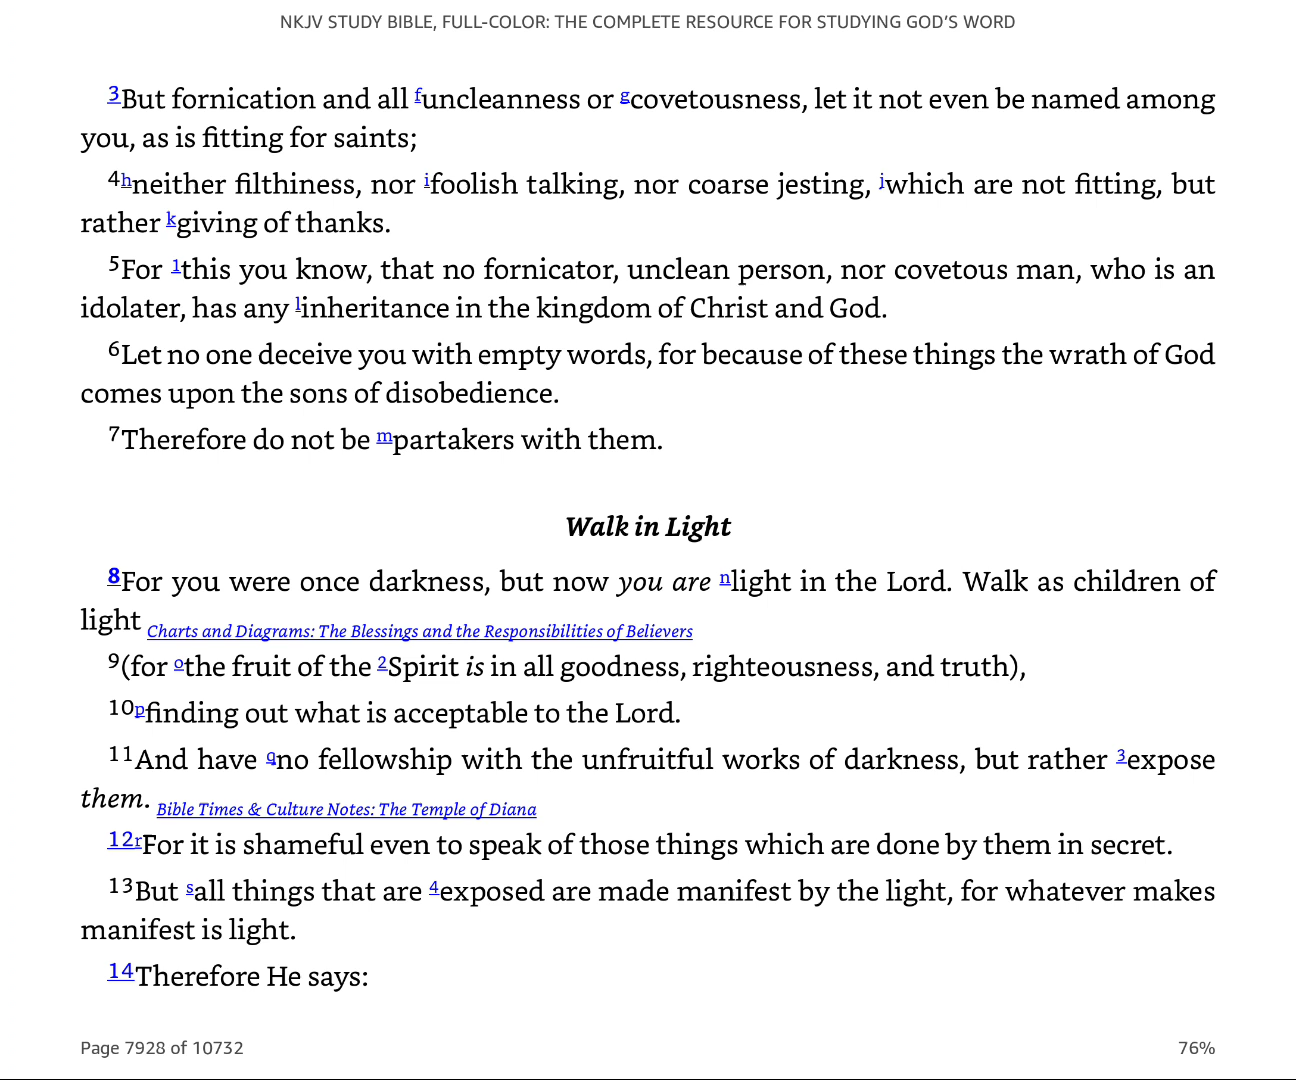 NKJV STUDY BIBLE, FULL-COLOR: THE COMPLETE RESOURCE FOR STUDYING GOD’S WORD
3But fornication and all funcleanness or gcovetousness, let it not even be named among
you, as is fitting for saints;
4hneither filthiness, nor ifoolish talking, nor coarse jesting, jwhich are not fitting, but
rather kgiving of thanks.
5For 1this you know, that no fornicator, unclean person, nor covetous man, who is an
idolater, has any linheritance in the kingdom of Christ and God.
6Let no one deceive you with empty words, for because of these things the wrath of God
comes upon the sons of disobedience.
7Therefore do not be mpartakers with them.
Walk in Light
8For you were once darkness, but now you are nlight in the Lord. Walk as children of
light Charts and Diagrams: The Blessings and the Responsibilities of Believers
9(for othe fruit of the 2Spirit is in all goodness, righteousness, and truth),
10pfinding out what is acceptable to the Lord.
11And have qno fellowship with the unfruitful works of darkness, but rather 3expose
them. Bible Times & Culture Notes: The Temple of Diana
12rFor it is shameful even to speak of those things which are done by them in secret.
13But sall things that are 4exposed are made manifest by the light, for whatever makes
manifest is light.
14Therefore He says:
Page 7928 of 10732
76%